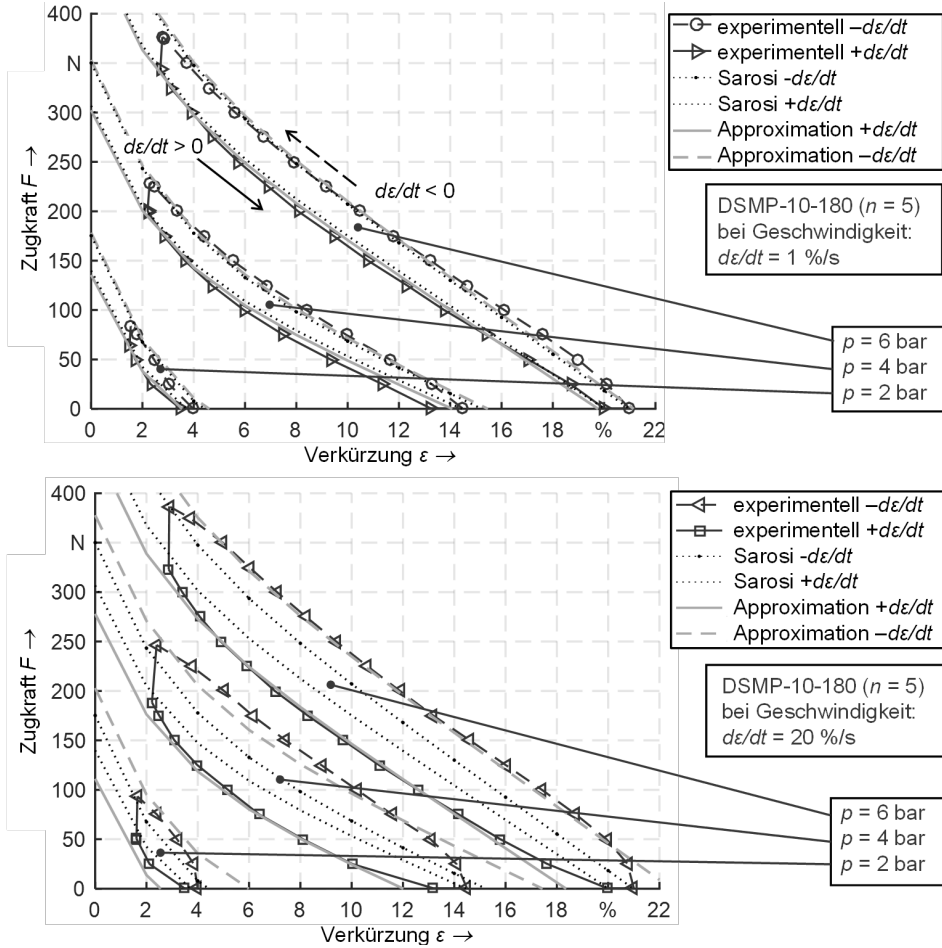 400
N
300
250
200
150
100
50
0
Zugkraft F →
0 2 4 6 8 10 12 14 16 18 % 22
Verkürzung ε →
dε/dt > 0
dε/dt < 0
experimentell –dε/dt
experimentell +dε/dt
Sarosi -dε/dt
Sarosi +dε/dt
Approximation +dε/dt
Approximation –dε/dt
DSMP-10-180 (n = 5)
bei Geschwindigkeit:
dε/dt = 1 %/s
p = 6 bar
p = 4 bar
p = 2 bar
400
N
300
250
200
150
100
50
0
Zugkraft F →
0 2 4 6 8 10 12 14 16 18 % 22
Verkürzung ε →
experimentell –dε/dt
experimentell +dε/dt
Sarosi -dε/dt
Sarosi +dε/dt
Approximation +dε/dt
Approximation –dε/dt
DSMP-10-180 (n = 5)
bei Geschwindigkeit:
dε/dt = 20 %/s
p = 6 bar
p = 4 bar
p = 2 bar